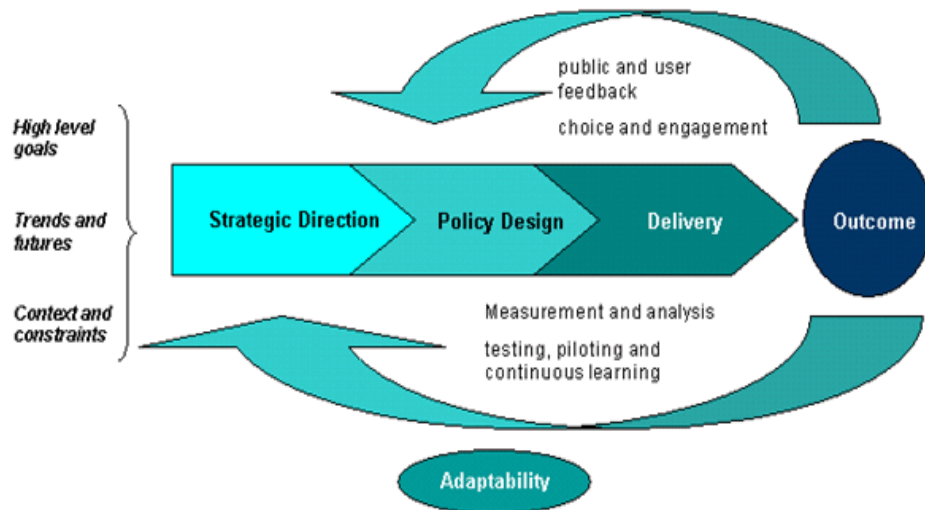 public and user
feedback
choice and engagement
High level
goals
Trends and
futures
Context and
constraints
Strategic Direction
Policy Design
Delivery
Outcome
Measurement and analysis
testing, piloting and
continuous learning
Adaptability